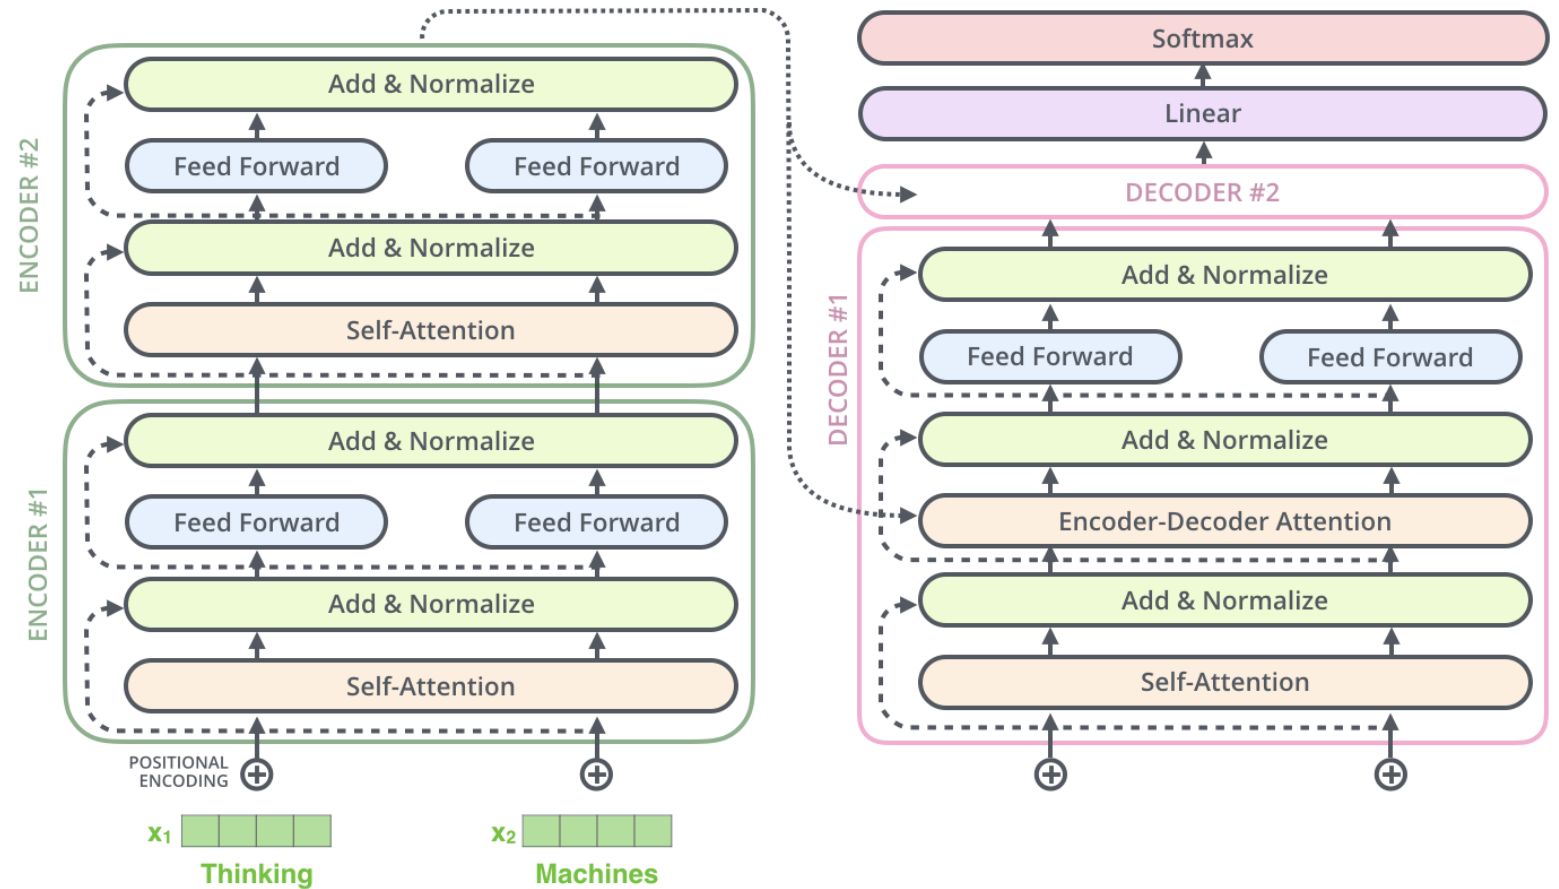 ENCODER #2
Add & Normalize
Feed Forward
Feed Forward
Add & Normalize
Self-Attention
ENCODER #1
Add & Normalize
Feed Forward
Feed Forward
Add & Normalize
Self-Attention
POSITIONAL
ENCODING
x₁
x₂
Thinking
Machines
Softmax
Linear
DECODER #2
DECODER #1
Add & Normalize
Feed Forward
Feed Forward
Add & Normalize
Encoder-Decoder Attention
Add & Normalize
Self-Attention